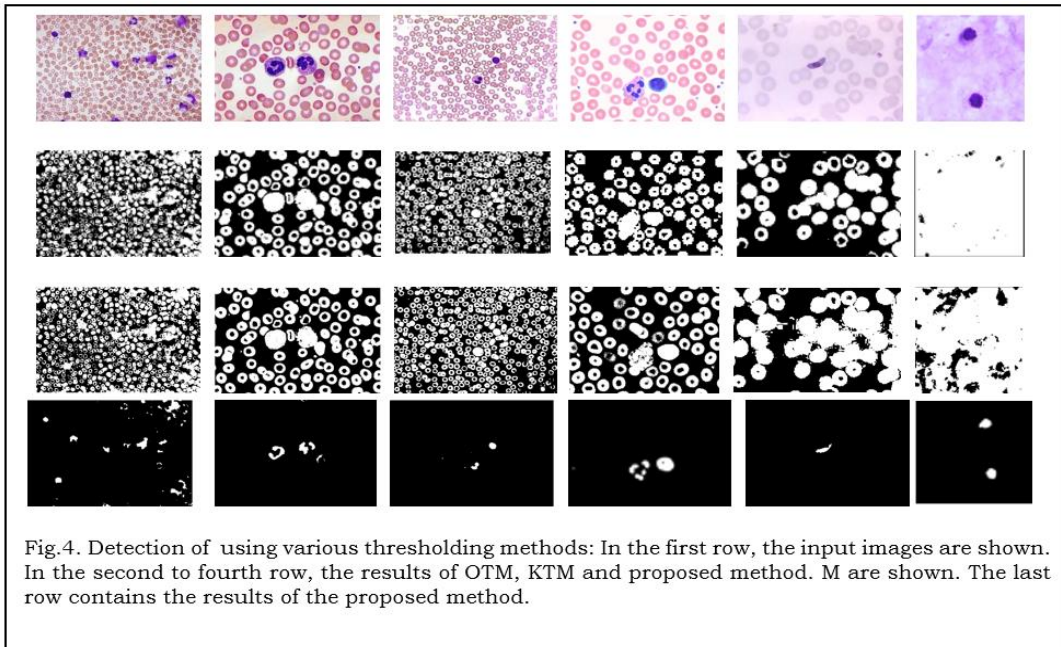 Fig.4. Detection of using various thresholding methods: In the first row, the input images are shown.
In the second to fourth row, the results of OTM, KTM and proposed method. M are shown. The last
row contains the results of the proposed method.